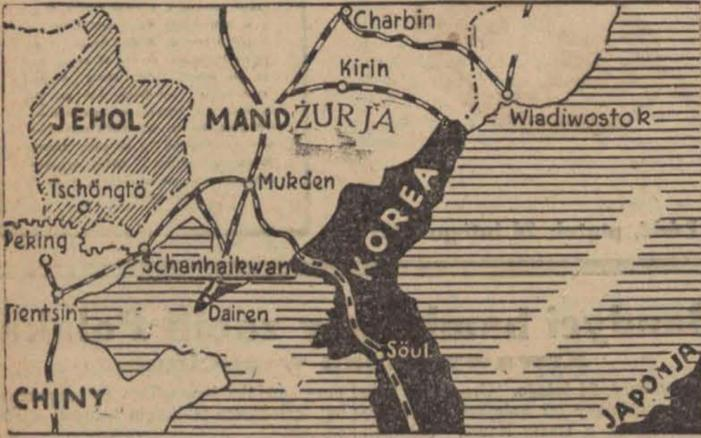 Charbin
Kirin
JEHOL
MANDŻURJA
Wladiwostok
Tschöngtö
Mukden
KOREA
Peking
Schanhaikwan
Tientsin
Dairen
Söul
CHINY
JAPONJA